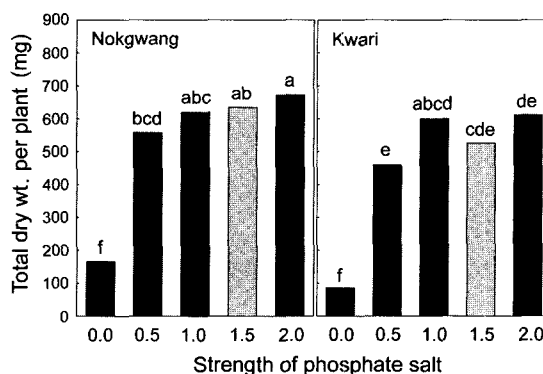 900
800
700
600
500
400
300
200
100
0
Total dry wt. per plant (mg)
Nokgwang
f
bcd
abc
ab
a
Kwari
f
e
abcd
cde
de
0.0 0.5 1.0 1.5 2.0 0.0 0.5 1.0 1.5 2.0
Strength of phosphate salt